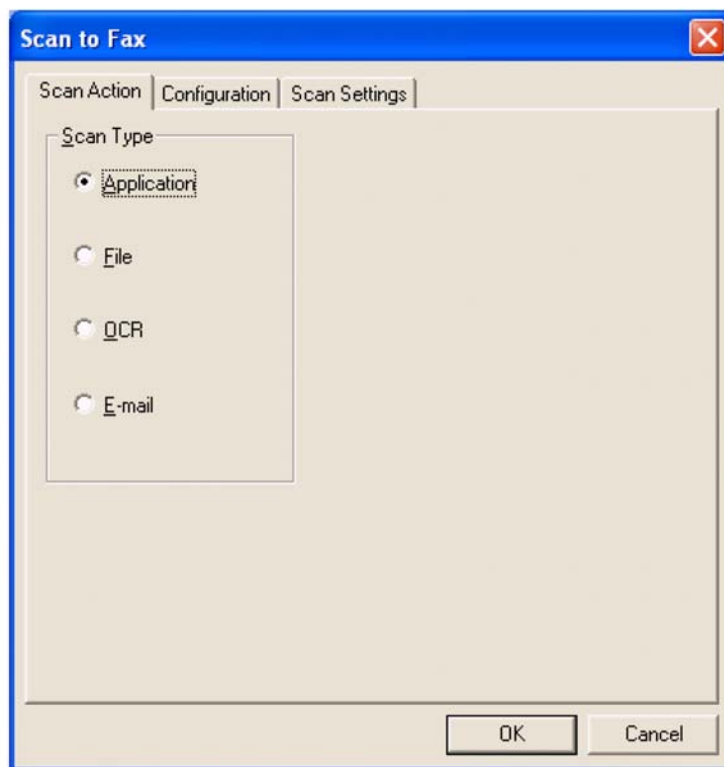 Scan to Fax
Scan Action Configuration Scan Settings
Scan Type
Application
File
OCR
E-mail
OK Cancel